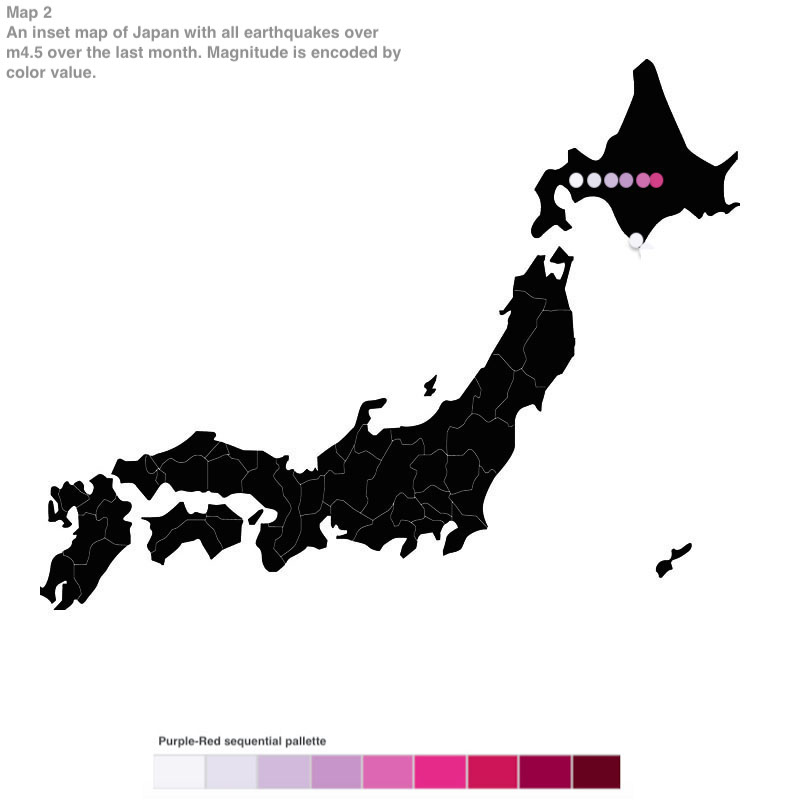 Map 2
An inset map of Japan with all earthquakes over
m4.5 over the last month. Magnitude is encoded by
color value.
Purple-Red sequential pallette